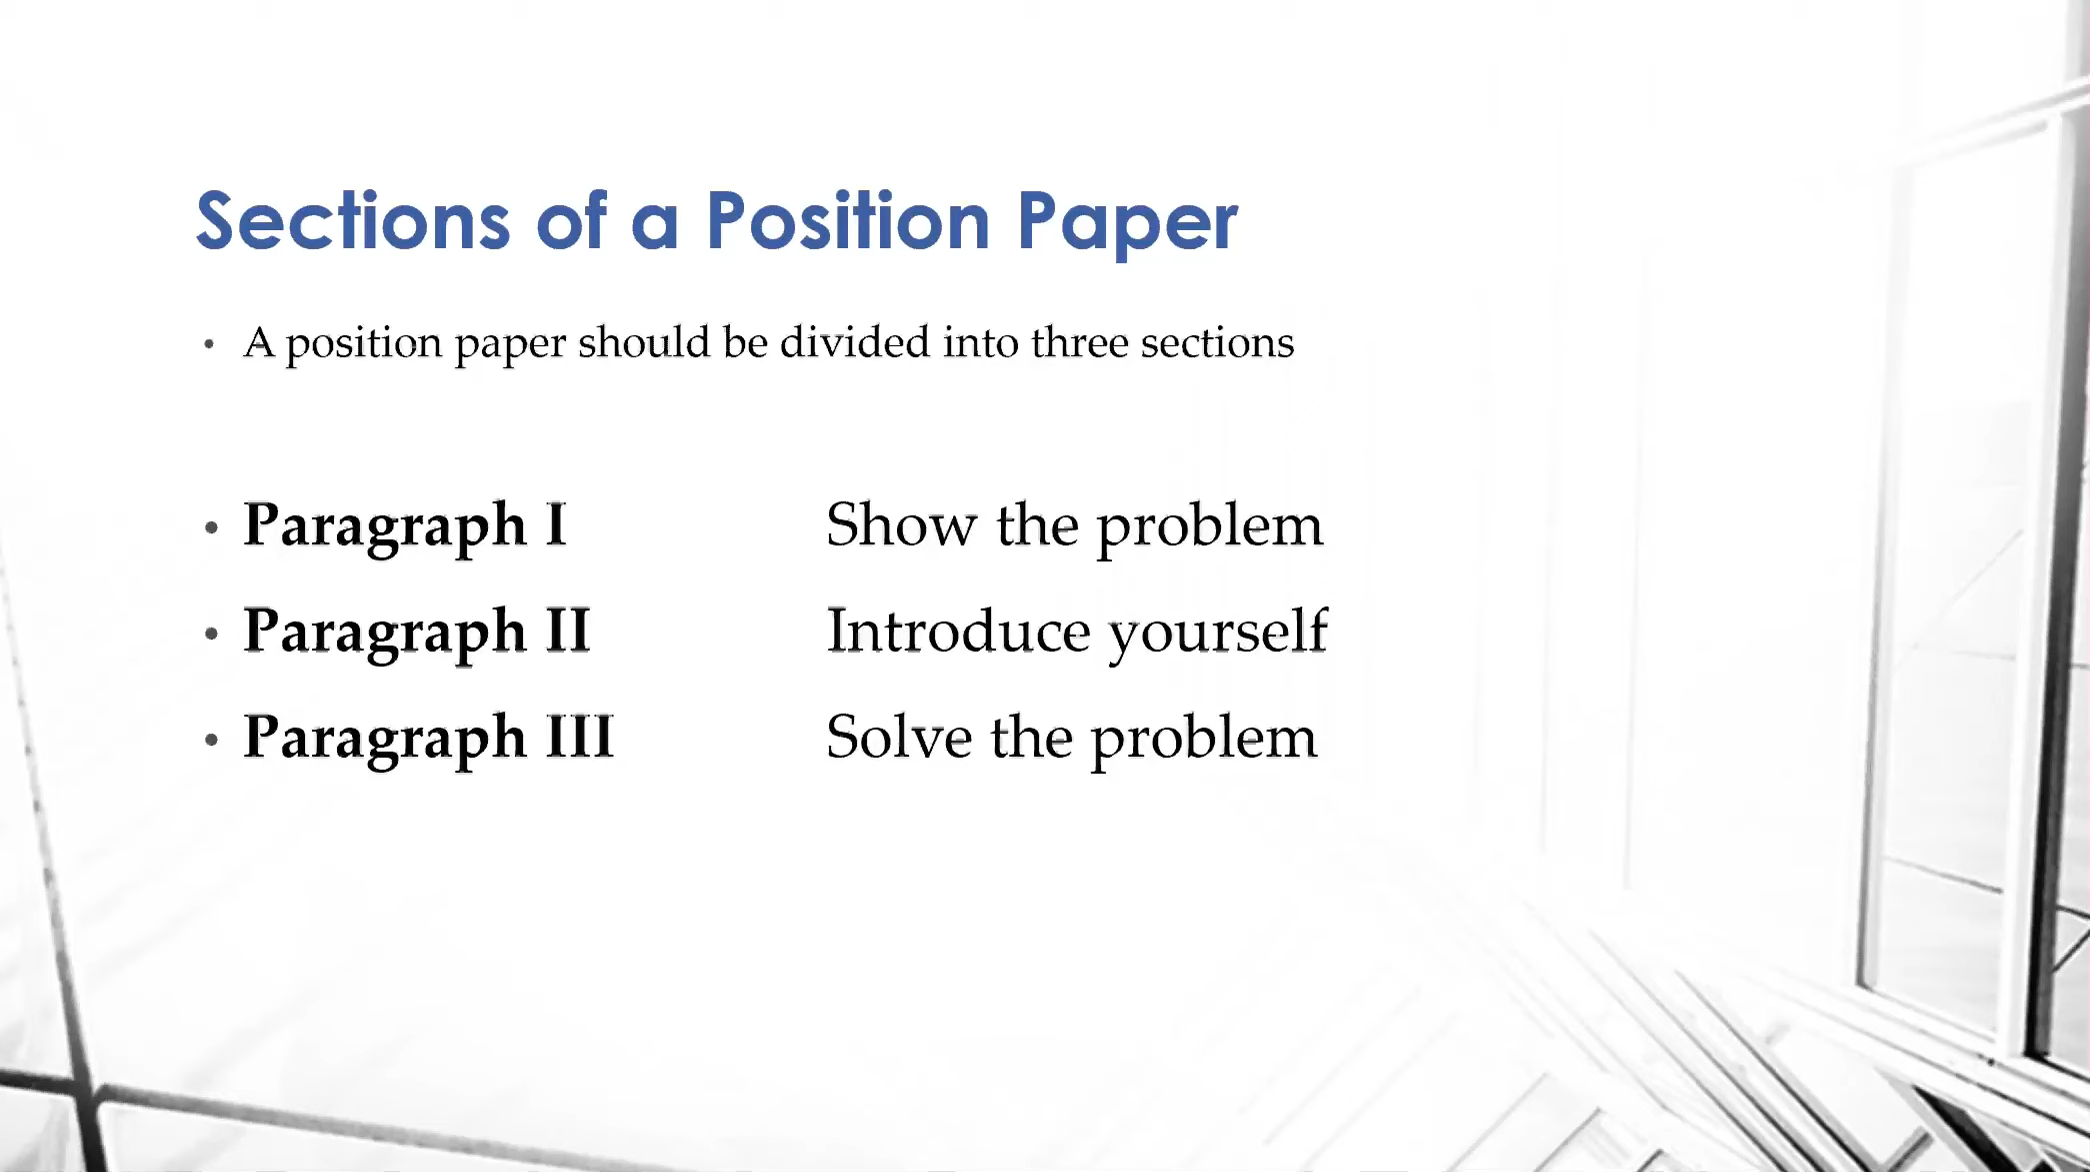 Sections of a Position Paper
• A position paper should be divided into three sections
• Paragraph I Show the problem
• Paragraph II Introduce yourself
• Paragraph III Solve the problem